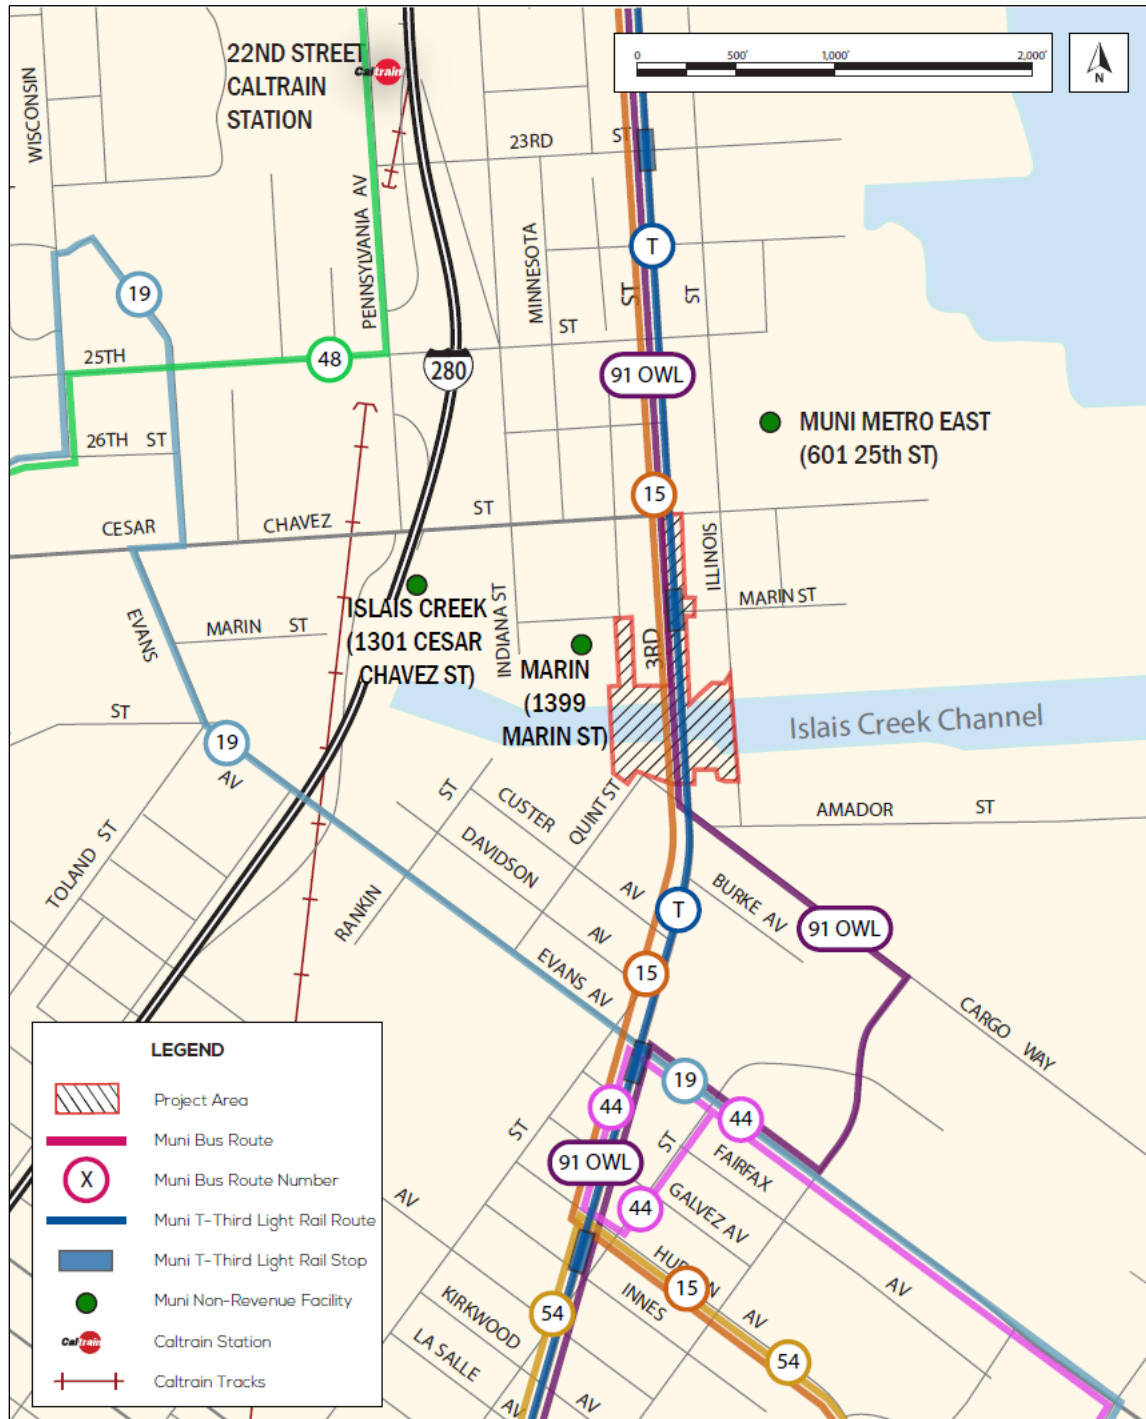 22ND STREET
CALTRAIN
STATION
Caltrain
0 500' 1,000' 2,000'
N
WISCONSIN
23RD ST
PENNSYLVANIA AV
MINNESOTA
ST
ST
ST
T
19
25TH
48
280
91 OWL
MUNI METRO EAST
(601 25th ST)
26TH ST
15
CESAR CHAVEZ ST
ILLINOIS
EVANS
MARIN ST
ISLAIS CREEK
(1301 CESAR
CHAVEZ ST)
INDIANA ST
MARIN
(1399
MARIN ST)
3RD
MARIN ST
ST
19
AV
Islais Creek Channel
TOLAND ST
RANKIN
ST
CUSTER
AV
QUINT ST
DAVIDSON
AV
AMADOR ST
BURKE AV
T
91 OWL
15
EVANS AV
CARGO WAY
19
44
44
ST
ST
91 OWL
FAIRFAX
AV
44
GALVEZ AV
HUDSON
AV
15
INNES
54
54
KIRKWOOD
AV
LA SALLE
AV
AV
LEGEND
Project Area
Muni Bus Route
X Muni Bus Route Number
Muni T-Third Light Rail Route
Muni T-Third Light Rail Stop
Muni Non-Revenue Facility
Caltrain Caltrain Station
Caltrain Tracks